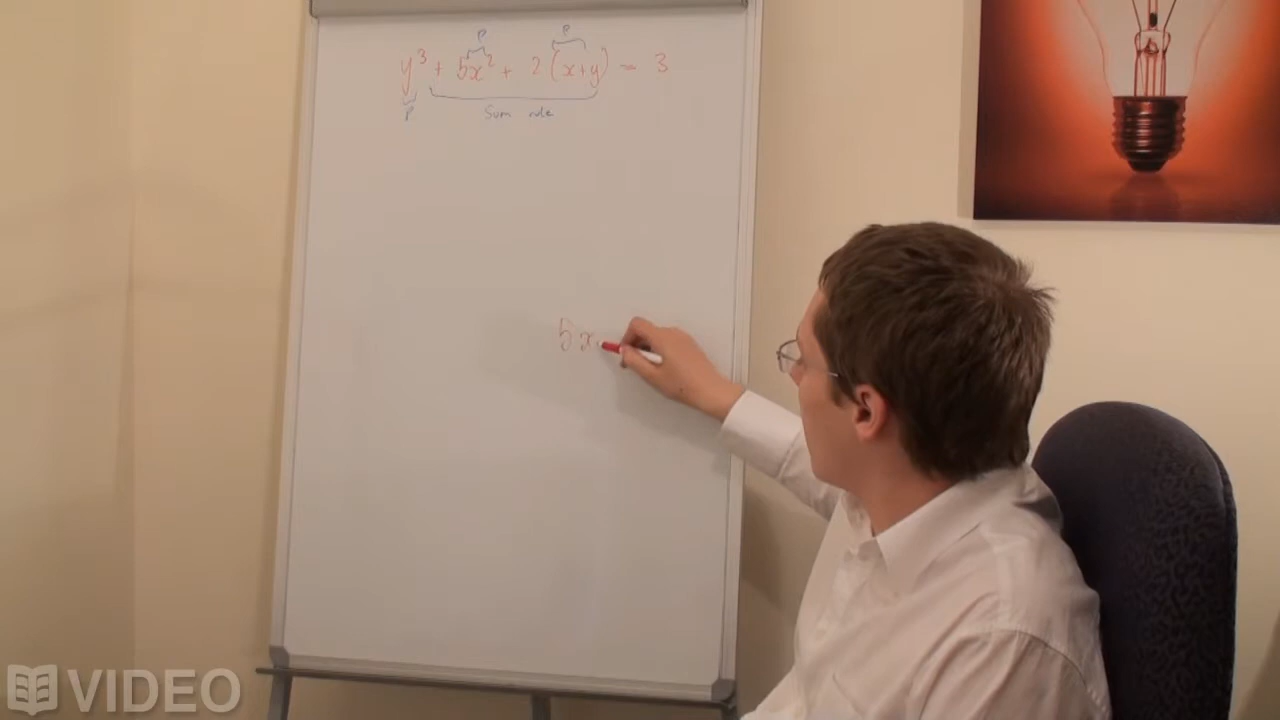 P P
y³ + 5x² + 2(x+y) = 3
P Sum rule
5x
VIDEO